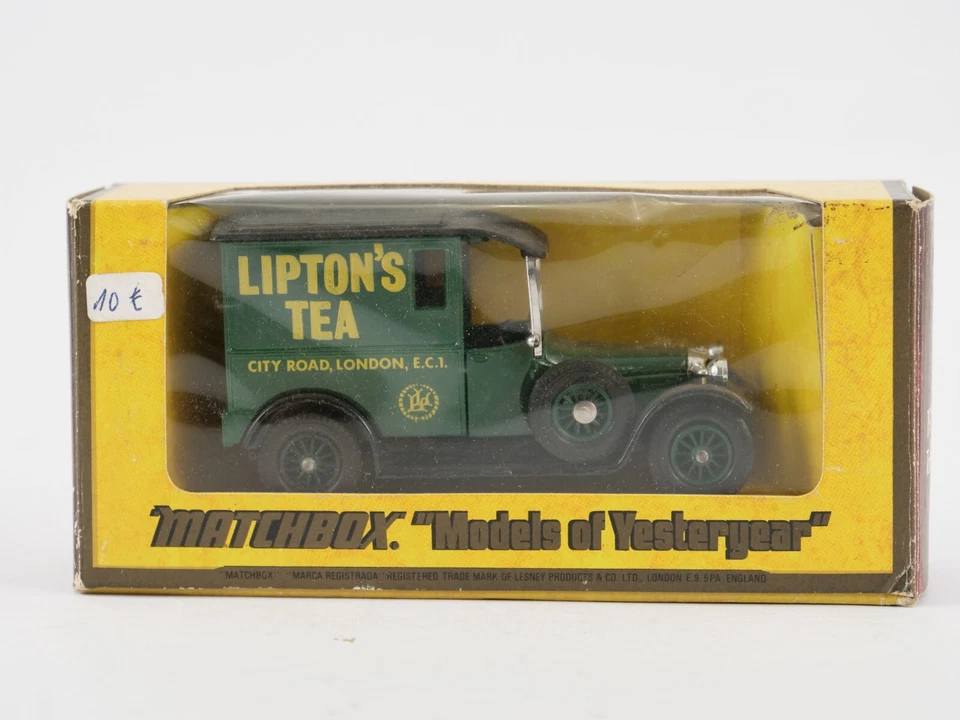 LIPTON'S
TEA
CITY ROAD, LONDON, E.C.1.
10 €
MATCHBOX. "Models of Yesteryear"
"MATCHBOX" "MARCA REGISTRADA" REGISTERED TRADE MARK OF LESNEY PRODUCTS & CO. LTD., LONDON E.9. 5PA. ENGLAND